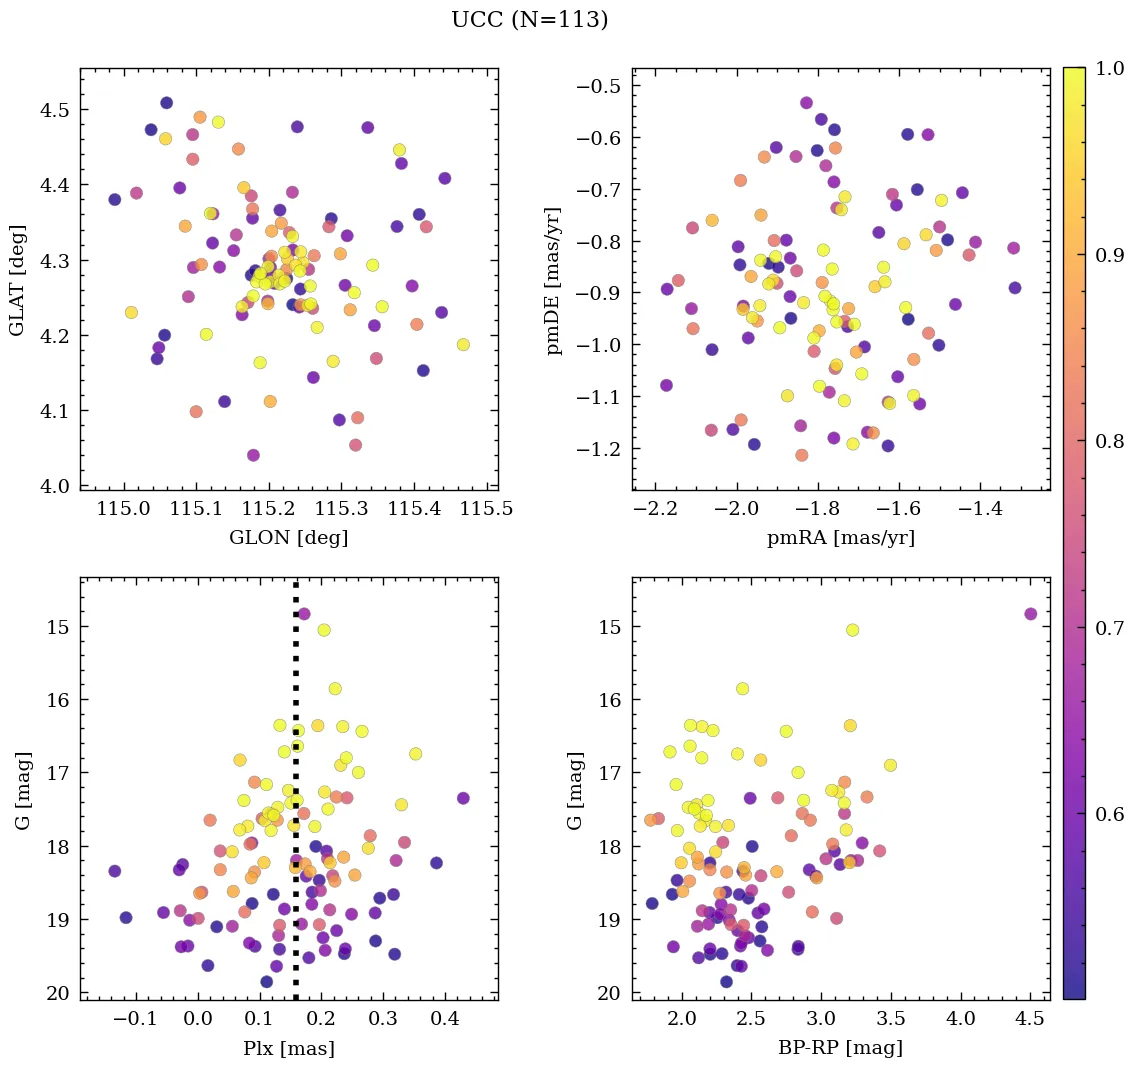 UCC (N=113)
4.5
4.4
4.3
4.2
4.1
4.0
GLAT [deg]
115.0 115.1 115.2 115.3 115.4 115.5
GLON [deg]
−0.5
−0.6
−0.7
−0.8
−0.9
−1.0
−1.1
−1.2
pmDE [mas/yr]
−2.2 −2.0 −1.8 −1.6 −1.4
pmRA [mas/yr]
15
16
17
18
19
20
G [mag]
−0.1 0.0 0.1 0.2 0.3 0.4
Plx [mas]
15
16
17
18
19
20
G [mag]
2.0 2.5 3.0 3.5 4.0 4.5
BP-RP [mag]
1.0
0.9
0.8
0.7
0.6